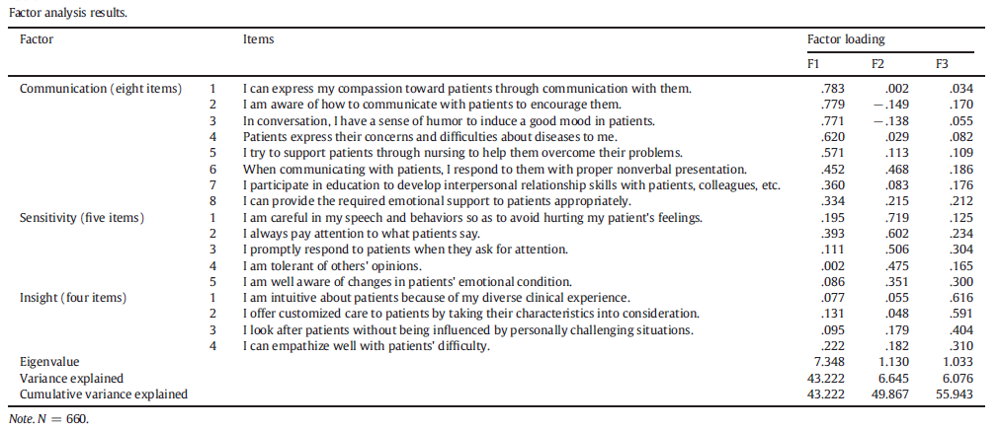 Factor analysis results.
Factor Items Factor loading
F1 F2 F3
Communication (eight items) 1 I can express my compassion toward patients through communication with them. .783 .002 .034
2 I am aware of how to communicate with patients to encourage them. .779 −.149 .170
3 In conversation, I have a sense of humor to induce a good mood in patients. .771 −.138 .055
4 Patients express their concerns and difficulties about diseases to me. .620 .029 .082
5 I try to support patients through nursing to help them overcome their problems. .571 .113 .109
6 When communicating with patients, I respond to them with proper nonverbal presentation. .452 .468 .186
7 I participate in education to develop interpersonal relationship skills with patients, colleagues, etc. .360 .083 .176
8 I can provide the required emotional support to patients appropriately. .334 .215 .212
Sensitivity (five items) 1 I am careful in my speech and behaviors so as to avoid hurting my patient's feelings. .195 .719 .125
2 I always pay attention to what patients say. .393 .602 .234
3 I promptly respond to patients when they ask for attention. .111 .506 .304
4 I am tolerant of others' opinions. .002 .475 .165
5 I am well aware of changes in patients' emotional condition. .086 .351 .300
Insight (four items) 1 I am intuitive about patients because of my diverse clinical experience. .077 .055 .616
2 I offer customized care to patients by taking their characteristics into consideration. .131 .048 .591
3 I look after patients without being influenced by personally challenging situations. .095 .179 .404
4 I can empathize well with patients' difficulty. .222 .182 .310
Eigenvalue 7.348 1.130 1.033
Variance explained 43.222 6.645 6.076
Cumulative variance explained 43.222 49.867 55.943
Note. N = 660.